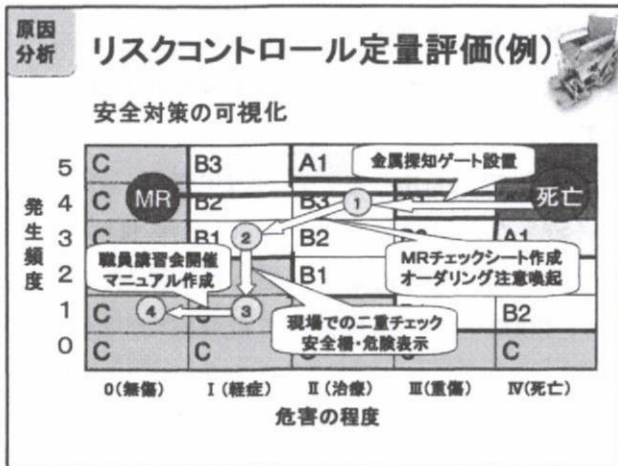 原因
分析
リスクコントロール定量評価(例)
安全対策の可視化
発生頻度
5 C B3 A1
金属探知ゲート設置
4 C MR B2 B3 ① 死亡
3 C B1 ② B2 A1
職員講習会開催
マニュアル作成
MRチェックシート作成
オーダリング注意喚起
2 B1
1 C ④ C ③ B2
現場での二重チェック
安全柵・危険表示
0 C C C C
0(無傷) Ⅰ(軽症) Ⅱ(治療) Ⅲ(重傷) Ⅳ(死亡)
危害の程度